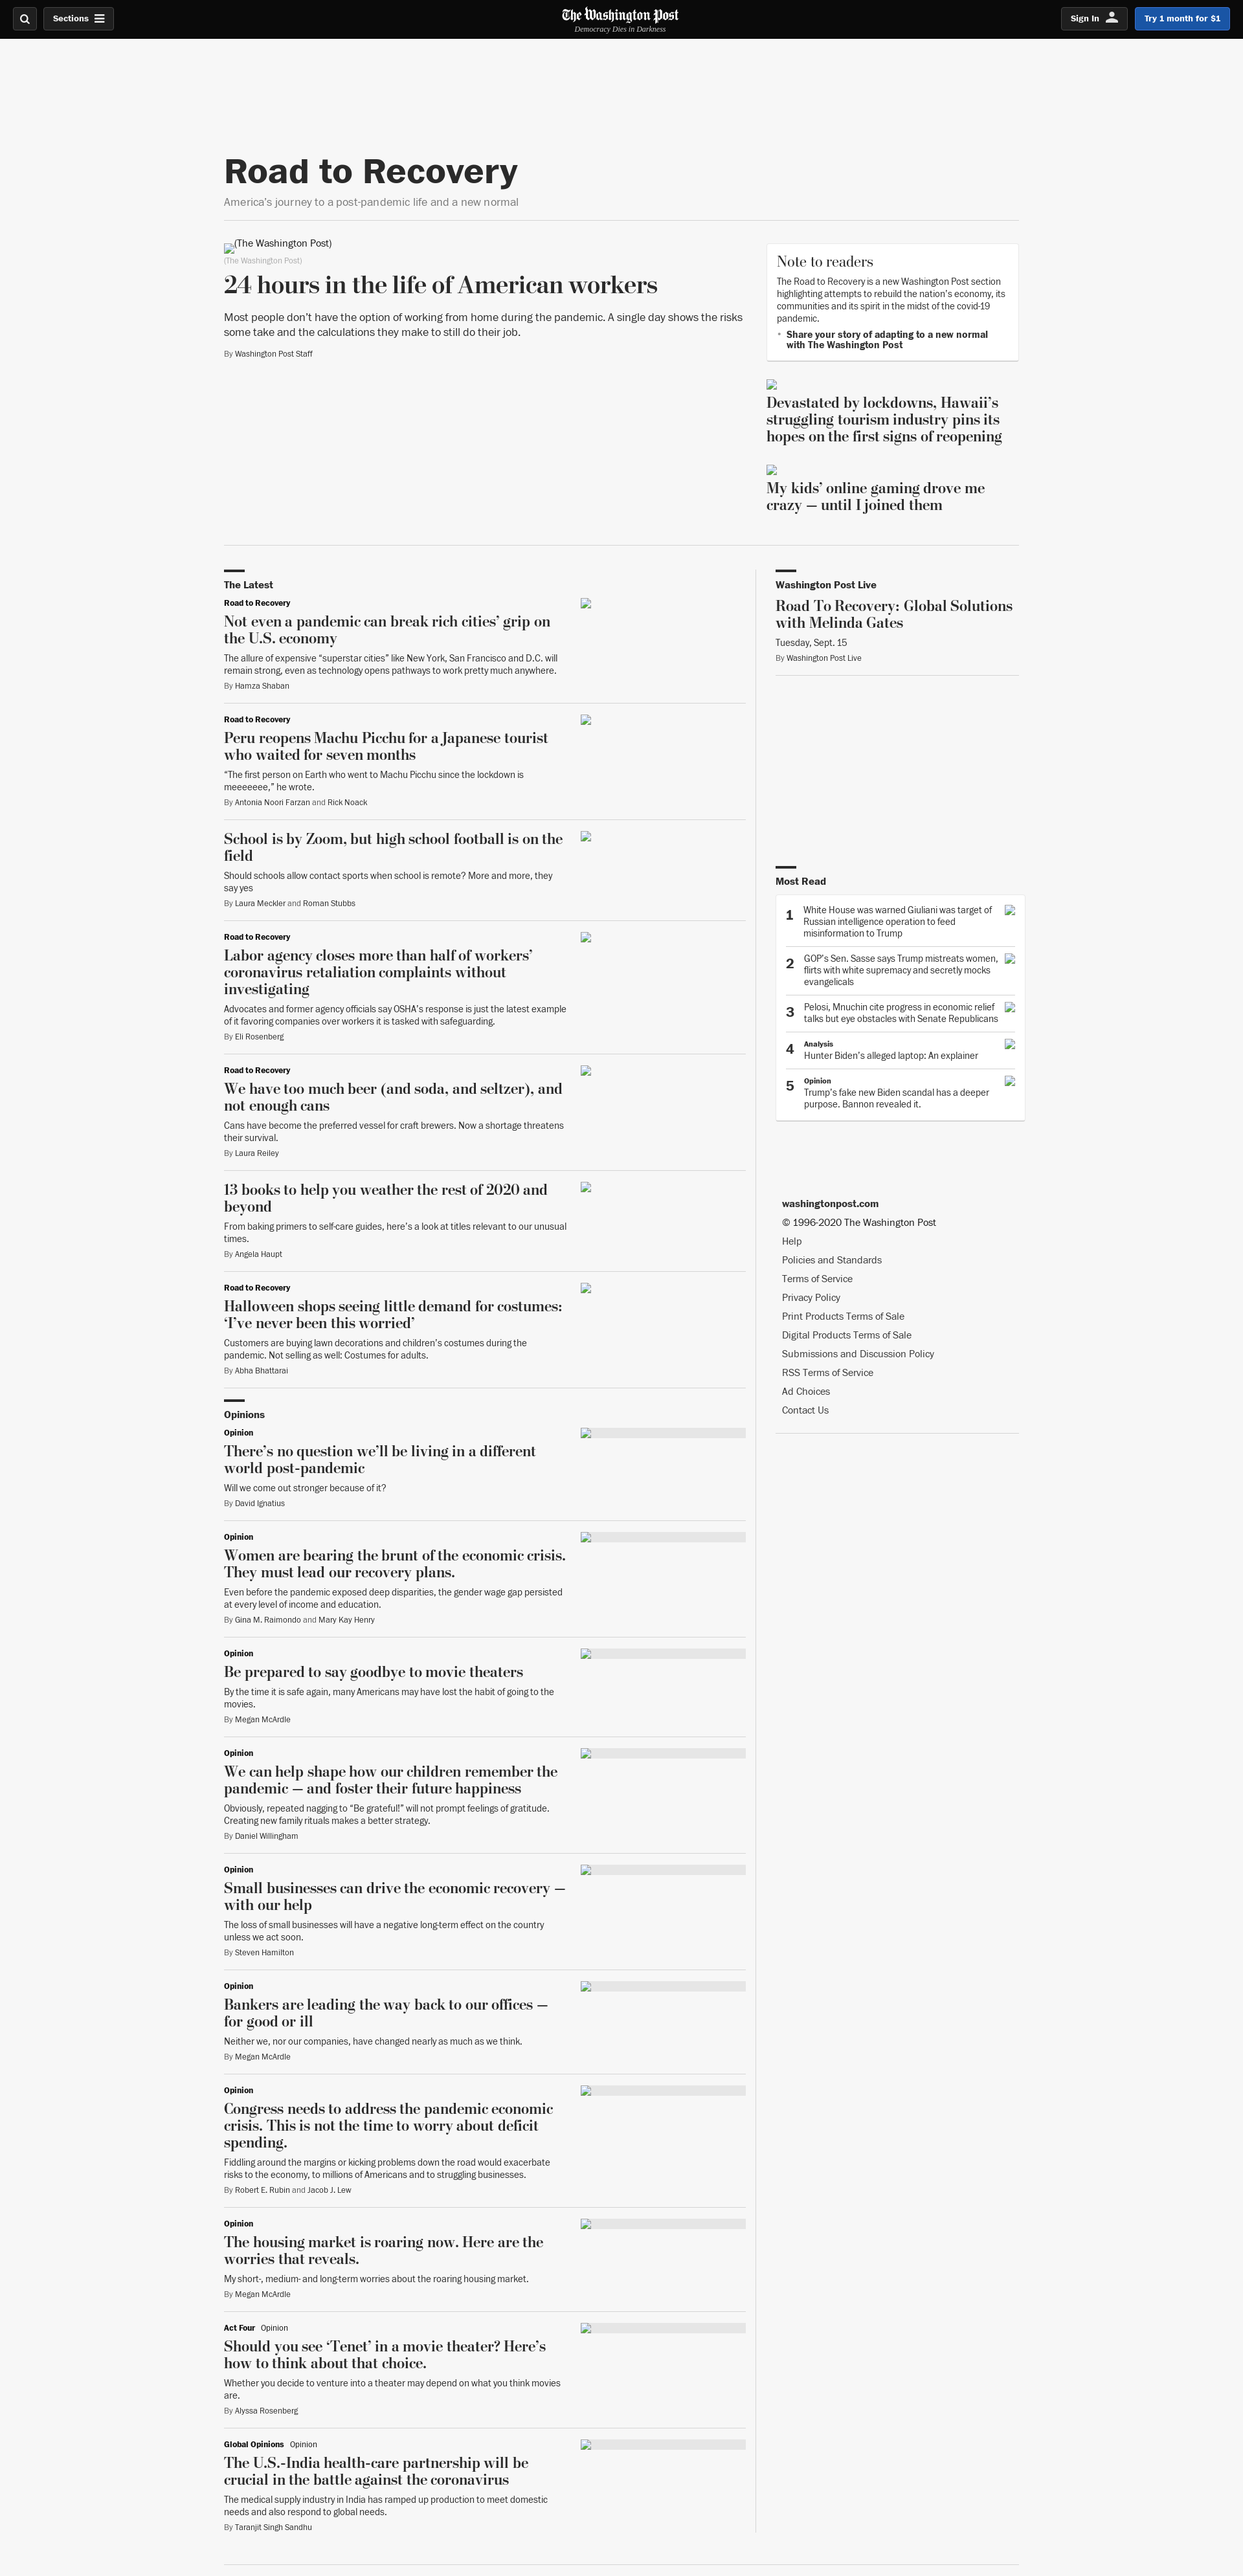 Sections
The Washington Post
Democracy Dies in Darkness
Sign In
Try 1 month for $1
Road to Recovery
America's journey to a post-pandemic life and a new normal
(The Washington Post)
(The Washington Post)
24 hours in the life of American workers
Most people don't have the option of working from home during the pandemic. A single day shows the risks
some take and the calculations they make to still do their job.
By Washington Post Staff
Note to readers
The Road to Recovery is a new Washington Post section
highlighting attempts to rebuild the nation's economy, its
communities and its spirit in the midst of the covid-19
pandemic.
• Share your story of adapting to a new normal
with The Washington Post
Devastated by lockdowns, Hawaii's
struggling tourism industry pins its
hopes on the first signs of reopening
My kids' online gaming drove me
crazy — until I joined them
The Latest
Road to Recovery
Not even a pandemic can break rich cities' grip on
the U.S. economy
The allure of expensive “superstar cities” like New York, San Francisco and D.C. will
remain strong, even as technology opens pathways to work pretty much anywhere.
By Hamza Shaban
Road to Recovery
Peru reopens Machu Picchu for a Japanese tourist
who waited for seven months
“The first person on Earth who went to Machu Picchu since the lockdown is
meeeeeee,” he wrote.
By Antonia Noori Farzan and Rick Noack
School is by Zoom, but high school football is on the
field
Should schools allow contact sports when school is remote? More and more, they
say yes
By Laura Meckler and Roman Stubbs
Road to Recovery
Labor agency closes more than half of workers'
coronavirus retaliation complaints without
investigating
Advocates and former agency officials say OSHA's response is just the latest example
of it favoring companies over workers it is tasked with safeguarding.
By Eli Rosenberg
Road to Recovery
We have too much beer (and soda, and seltzer), and
not enough cans
Cans have become the preferred vessel for craft brewers. Now a shortage threatens
their survival.
By Laura Reiley
13 books to help you weather the rest of 2020 and
beyond
From baking primers to self-care guides, here's a look at titles relevant to our unusual
times.
By Angela Haupt
Road to Recovery
Halloween shops seeing little demand for costumes:
‘I've never been this worried’
Customers are buying lawn decorations and children's costumes during the
pandemic. Not selling as well: Costumes for adults.
By Abha Bhattarai
Opinions
Opinion
There's no question we'll be living in a different
world post-pandemic
Will we come out stronger because of it?
By David Ignatius
Opinion
Women are bearing the brunt of the economic crisis.
They must lead our recovery plans.
Even before the pandemic exposed deep disparities, the gender wage gap persisted
at every level of income and education.
By Gina M. Raimondo and Mary Kay Henry
Opinion
Be prepared to say goodbye to movie theaters
By the time it is safe again, many Americans may have lost the habit of going to the
movies.
By Megan McArdle
Opinion
We can help shape how our children remember the
pandemic — and foster their future happiness
Obviously, repeated nagging to “Be grateful!” will not prompt feelings of gratitude.
Creating new family rituals makes a better strategy.
By Daniel Willingham
Opinion
Small businesses can drive the economic recovery —
with our help
The loss of small businesses will have a negative long-term effect on the country
unless we act soon.
By Steven Hamilton
Opinion
Bankers are leading the way back to our offices —
for good or ill
Neither we, nor our companies, have changed nearly as much as we think.
By Megan McArdle
Opinion
Congress needs to address the pandemic economic
crisis. This is not the time to worry about deficit
spending.
Fiddling around the margins or kicking problems down the road would exacerbate
risks to the economy, to millions of Americans and to struggling businesses.
By Robert E. Rubin and Jacob J. Lew
Opinion
The housing market is roaring now. Here are the
worries that reveals.
My short-, medium- and long-term worries about the roaring housing market.
By Megan McArdle
Act Four Opinion
Should you see ‘Tenet’ in a movie theater? Here's
how to think about that choice.
Whether you decide to venture into a theater may depend on what you think movies
are.
By Alyssa Rosenberg
Global Opinions Opinion
The U.S.-India health-care partnership will be
crucial in the battle against the coronavirus
The medical supply industry in India has ramped up production to meet domestic
needs and also respond to global needs.
By Taranjit Singh Sandhu
Washington Post Live
Road To Recovery: Global Solutions
with Melinda Gates
Tuesday, Sept. 15
By Washington Post Live
Most Read
1 White House was warned Giuliani was target of
Russian intelligence operation to feed
misinformation to Trump
2 GOP's Sen. Sasse says Trump mistreats women,
flirts with white supremacy and secretly mocks
evangelicals
3 Pelosi, Mnuchin cite progress in economic relief
talks but eye obstacles with Senate Republicans
4 Analysis
Hunter Biden's alleged laptop: An explainer
5 Opinion
Trump's fake new Biden scandal has a deeper
purpose. Bannon revealed it.
washingtonpost.com
© 1996-2020 The Washington Post
Help
Policies and Standards
Terms of Service
Privacy Policy
Print Products Terms of Sale
Digital Products Terms of Sale
Submissions and Discussion Policy
RSS Terms of Service
Ad Choices
Contact Us